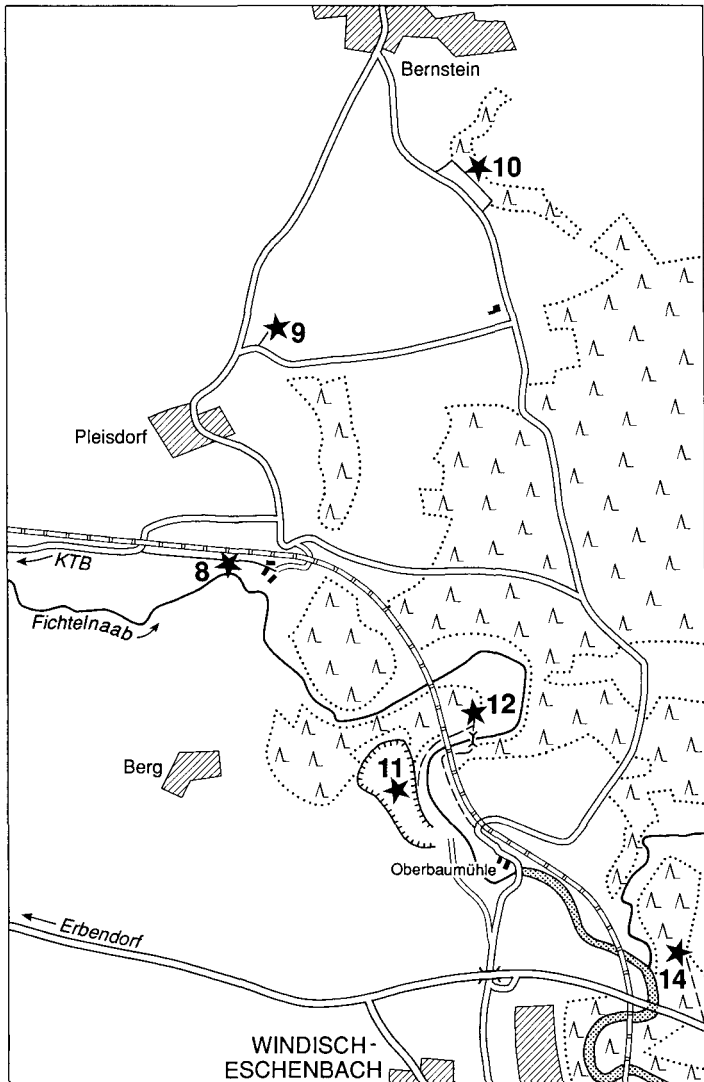 Bernstein
10
9
Pleisdorf
← KTB
8
Fichtelnaab →
12
Berg
11
Oberbaumühle
← Erbendorf
14
WINDISCH-
ESCHENBACH